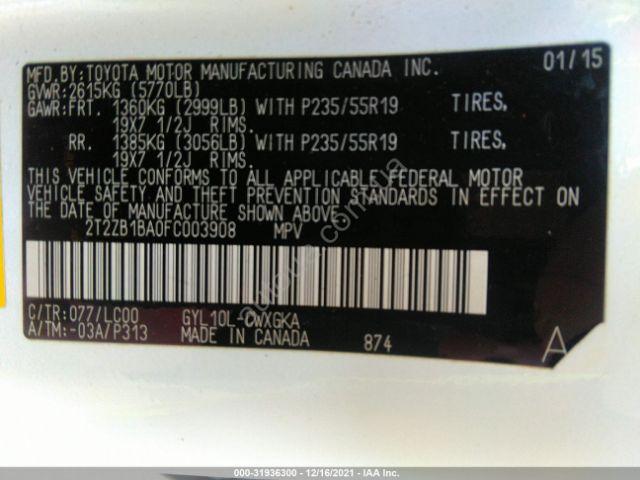 MFD.BY:TOYOTA MOTOR MANUFACTURING CANADA INC. 01/15
GVWR:2615KG (5770LB)
GAWR:FRT. 1360KG (2999LB) WITH P235/55R19 TIRES,
19X7 1/2J RIMS.
RR. 1385KG (3056LB) WITH P235/55R19 TIRES,
19X7 1/2J RIMS.
THIS VEHICLE CONFORMS TO ALL APPLICABLE FEDERAL MOTOR
VEHICLE SAFETY AND THEFT PREVENTION STANDARDS IN EFFECT ON
THE DATE OF MANUFACTURE SHOWN ABOVE.
2T2ZB1BA0FC003908 MPV
C/TR:077/LC00 GYL10L-CWXGKA
A/TM:-03A/P313 MADE IN CANADA 874 A
000-31936300 - 12/16/2021 - IAA Inc.